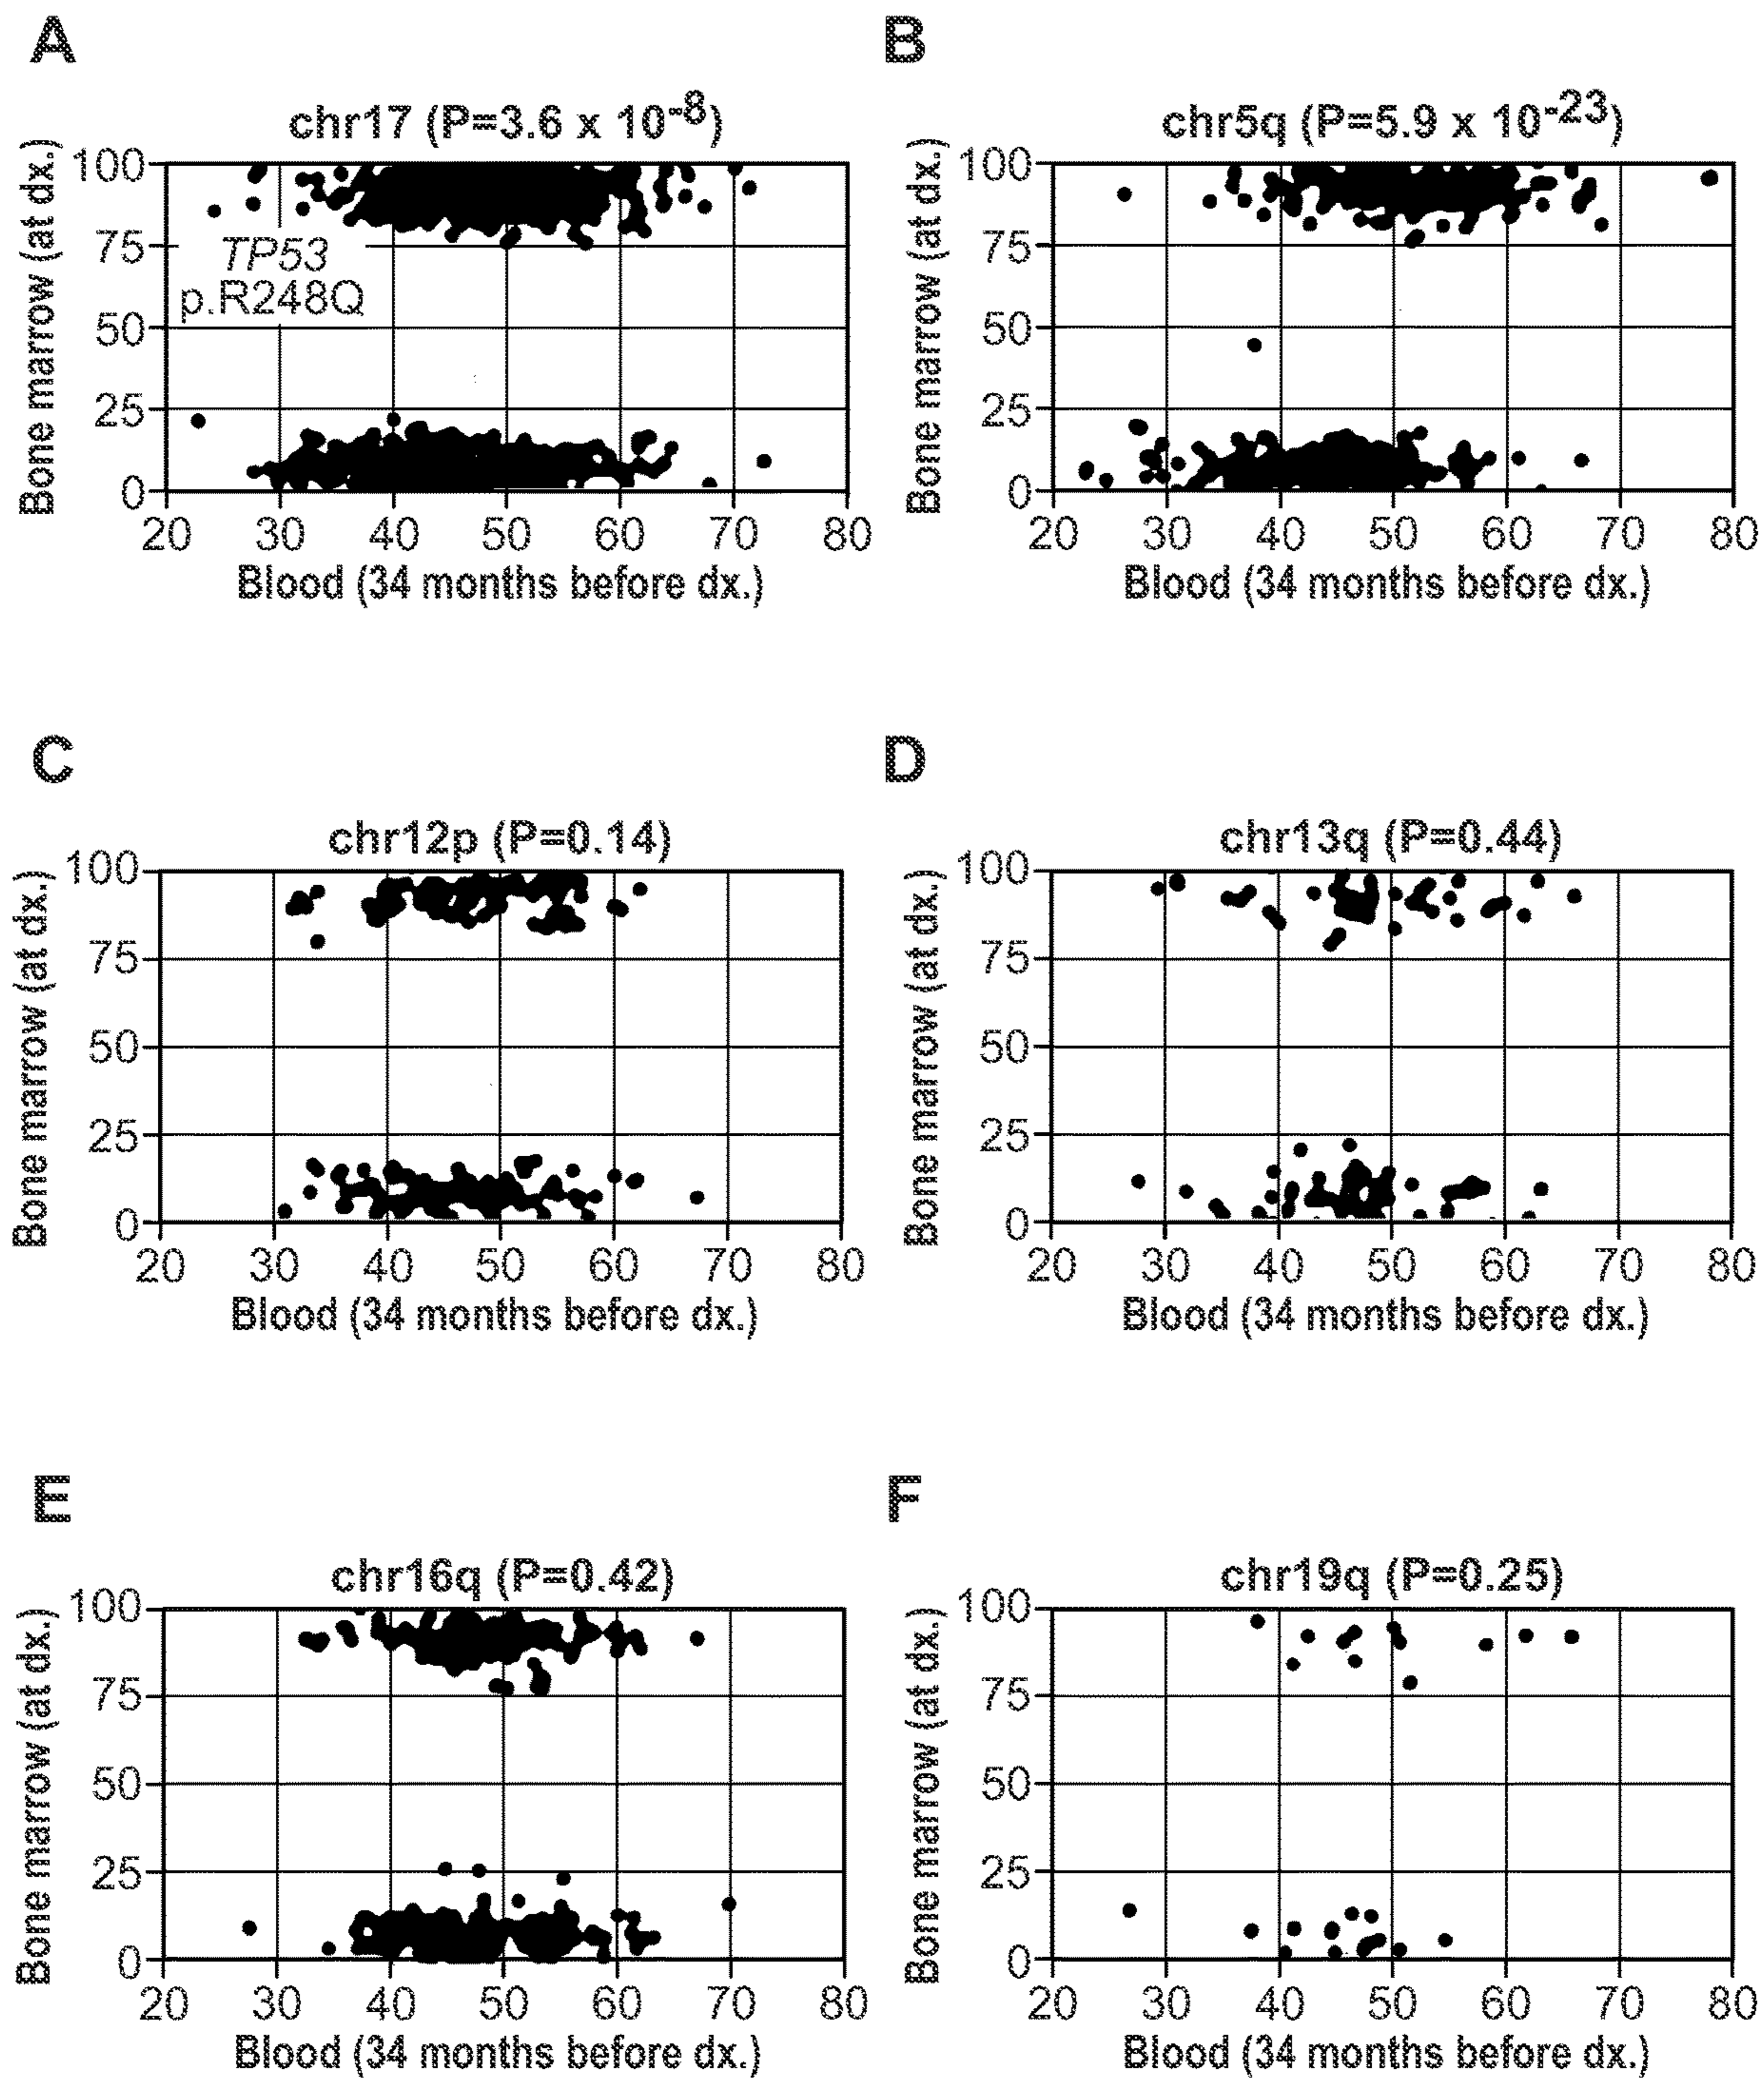 A
chr17 (P=3.6 x 10-8)
Bone marrow (at dx.)
100
75
50
25
0
TP53
p.R248Q
20 30 40 50 60 70 80
Blood (34 months before dx.)
B
chr5q (P=5.9 x 10-23)
Bone marrow (at dx.)
100
75
50
25
0
20 30 40 50 60 70 80
Blood (34 months before dx.)
C
chr12p (P=0.14)
Bone marrow (at dx.)
100
75
50
25
0
20 30 40 50 60 70 80
Blood (34 months before dx.)
D
chr13q (P=0.44)
Bone marrow (at dx.)
100
75
50
25
0
20 30 40 50 60 70 80
Blood (34 months before dx.)
E
chr16q (P=0.42)
Bone marrow (at dx.)
100
75
50
25
0
20 30 40 50 60 70 80
Blood (34 months before dx.)
F
chr19q (P=0.25)
Bone marrow (at dx.)
100
75
50
25
0
20 30 40 50 60 70 80
Blood (34 months before dx.)